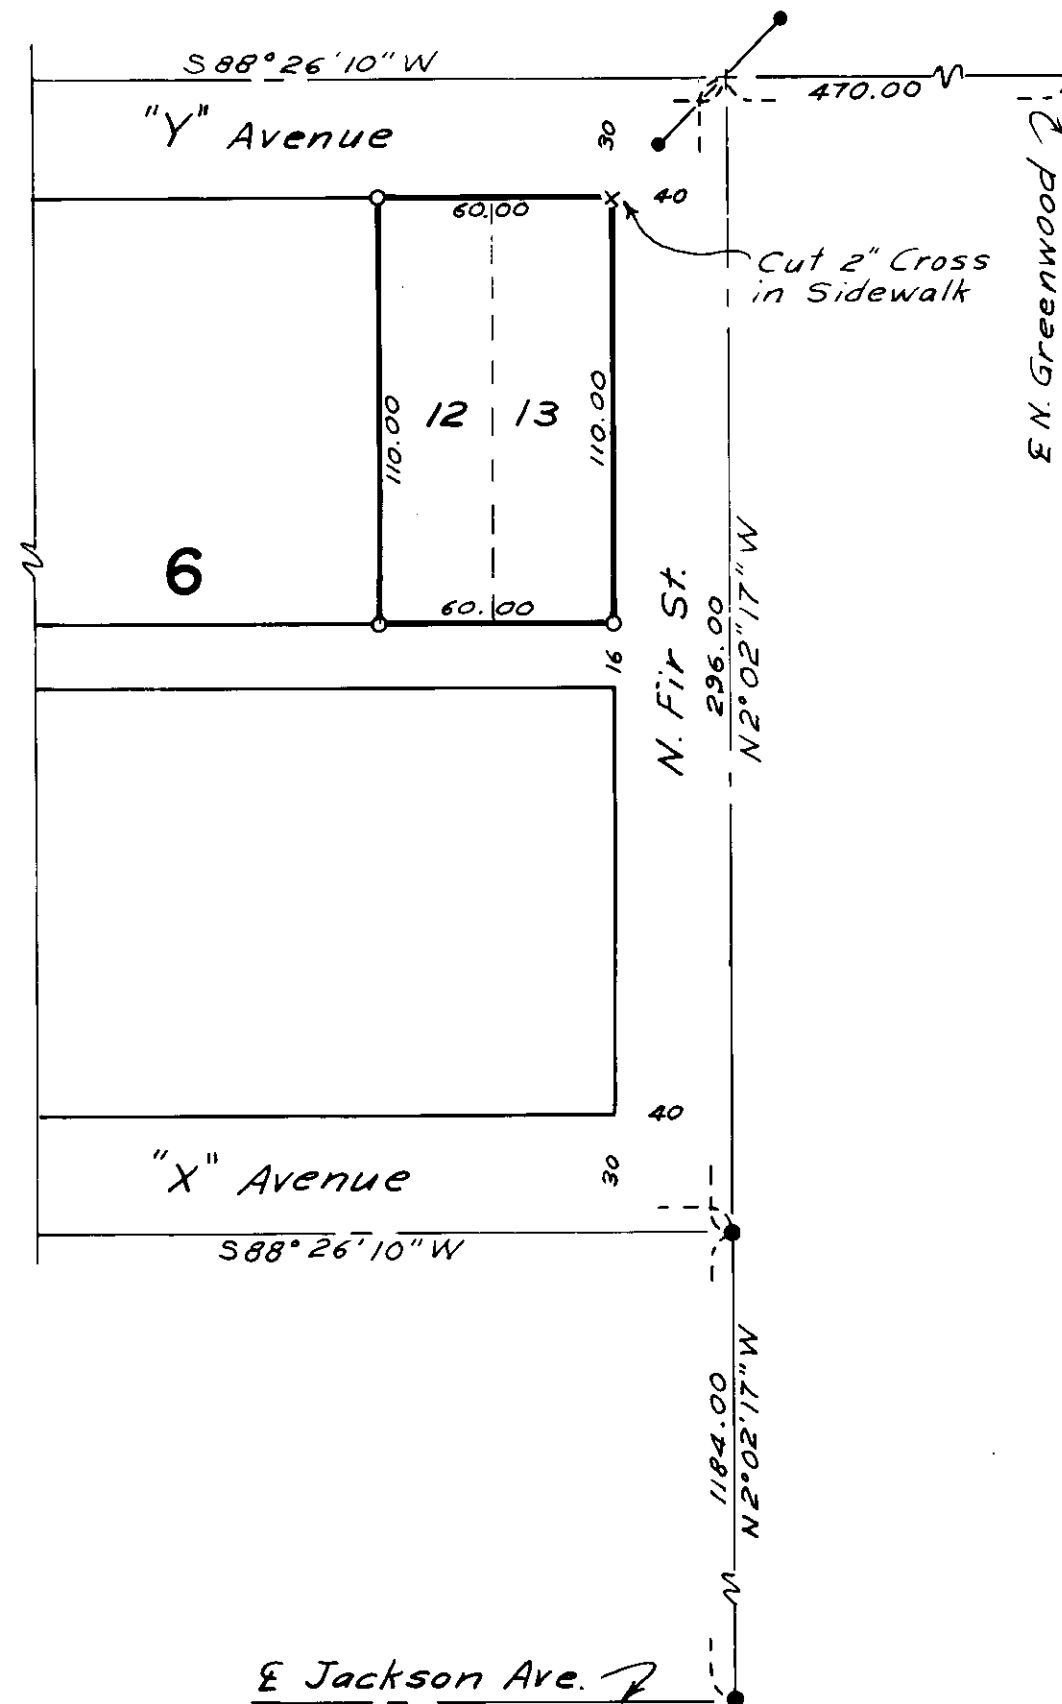 S88°26'10"W
470.00
"Y" Avenue
30
40
60.00
Cut 2" Cross
in Sidewalk
℄ N. Greenwood
110.00
12
13
110.00
6
60.00
16
N. Fir St.
296.00
N2°02'17"W
40
"X" Avenue
30
S88°26'10"W
1184.00
N2°02'17"W
℄ Jackson Ave.